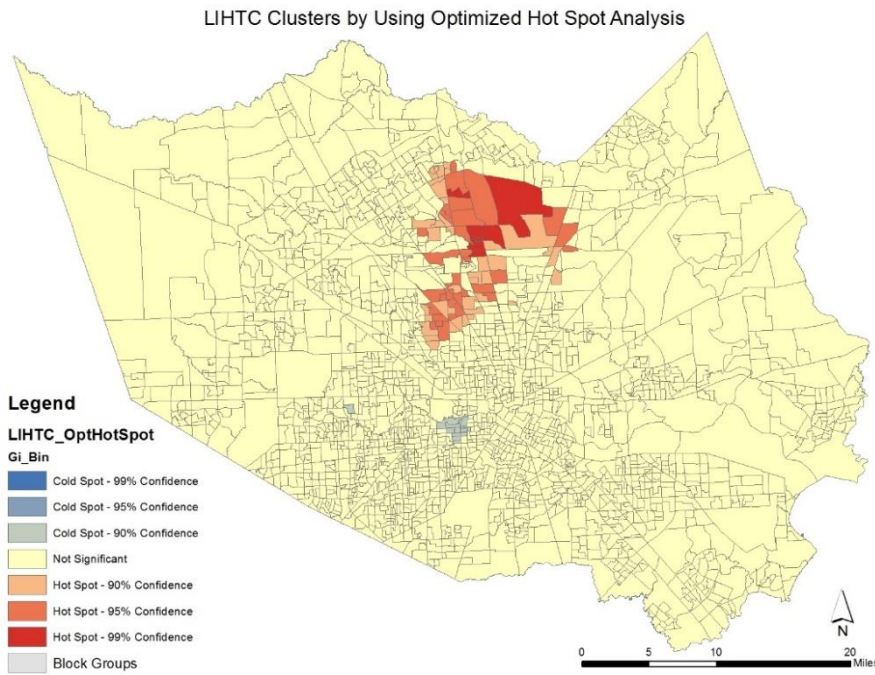 LIHTC Clusters by Using Optimized Hot Spot Analysis
Legend
LIHTC_OptHotSpot
Gi_Bin
Cold Spot - 99% Confidence
Cold Spot - 95% Confidence
Cold Spot - 90% Confidence
Not Significant
Hot Spot - 90% Confidence
Hot Spot - 95% Confidence
Hot Spot - 99% Confidence
Block Groups
N
0 5 10 20
Miles